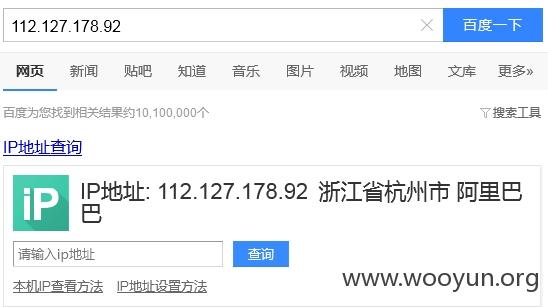 112.127.178.92
百度一下
网页 新闻 贴吧 知道 音乐 图片 视频 地图 文库 更多»
百度为您找到相关结果约10,100,000个
搜索工具
IP地址查询
iP
IP地址: 112.127.178.92 浙江省杭州市 阿里巴
巴
请输入ip地址
查询
本机IP查看方法 IP地址设置方法
www.wooyun.org